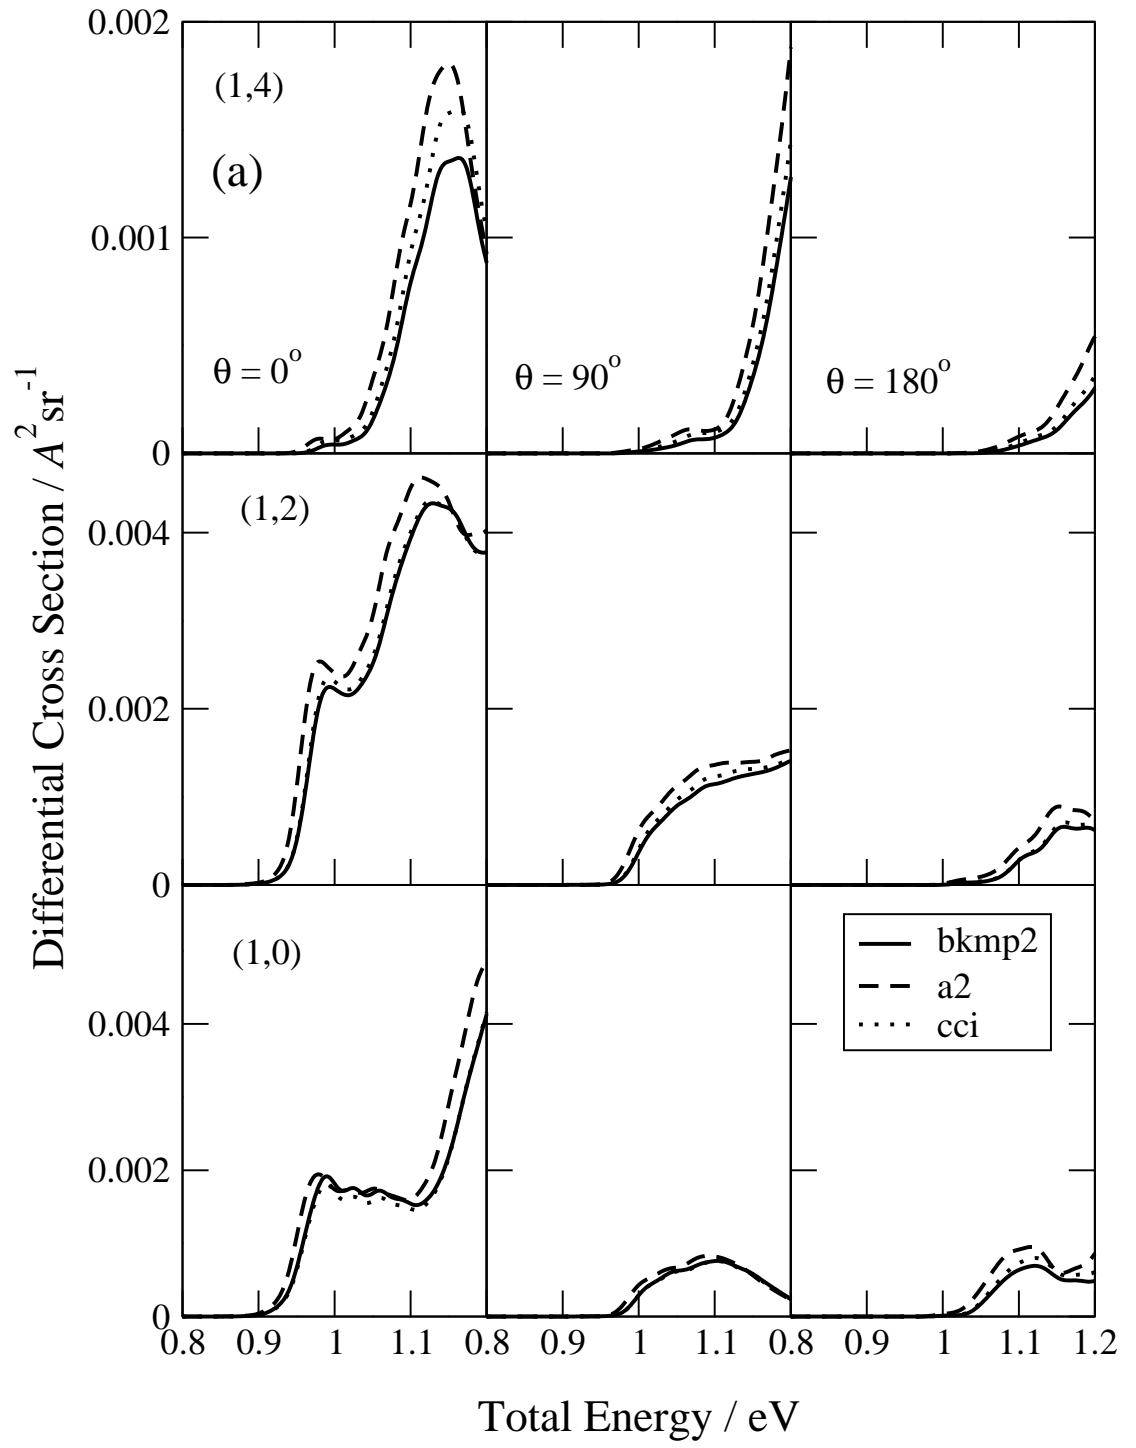 0.002
(1,4)
(a)
0.001
θ = 0°
θ = 90°
θ = 180°
0
(1,2)
0.004
0.002
0
(1,0)
bkmp2
a2
cci
0.004
0.002
0
0.8 0.9 1 1.1 0.8 0.9 1 1.1 0.8 0.9 1 1.1 1.2
Total Energy / eV
Differential Cross Section / A² sr⁻¹